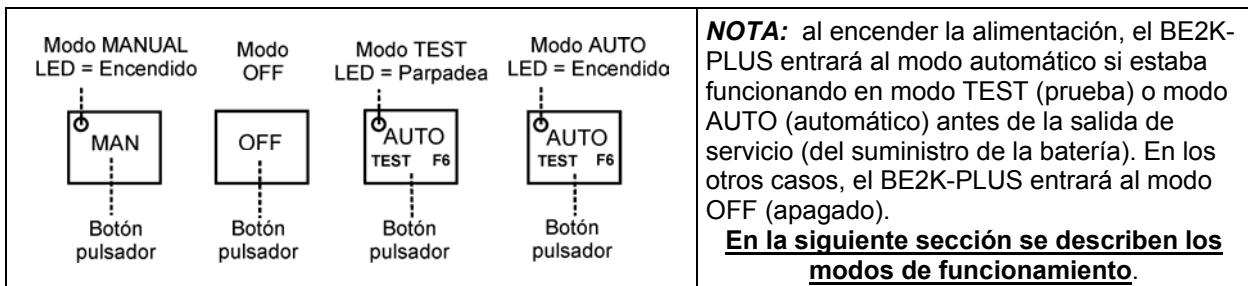 Modo MANUAL
LED = Encendido
MAN
Botón
pulsador
Modo
OFF
OFF
Botón
pulsador
Modo TEST
LED = Parpadea
AUTO
TEST F6
Botón
pulsador
Modo AUTO
LED = Encendido
AUTO
TEST F6
Botón
pulsador
NOTA: al encender la alimentación, el BE2K-
PLUS entrará al modo automático si estaba
funcionando en modo TEST (prueba) o modo
AUTO (automático) antes de la salida de
servicio (del suministro de la batería). En los
otros casos, el BE2K-PLUS entrará al modo
OFF (apagado).
En la siguiente sección se describen los
modos de funcionamiento.